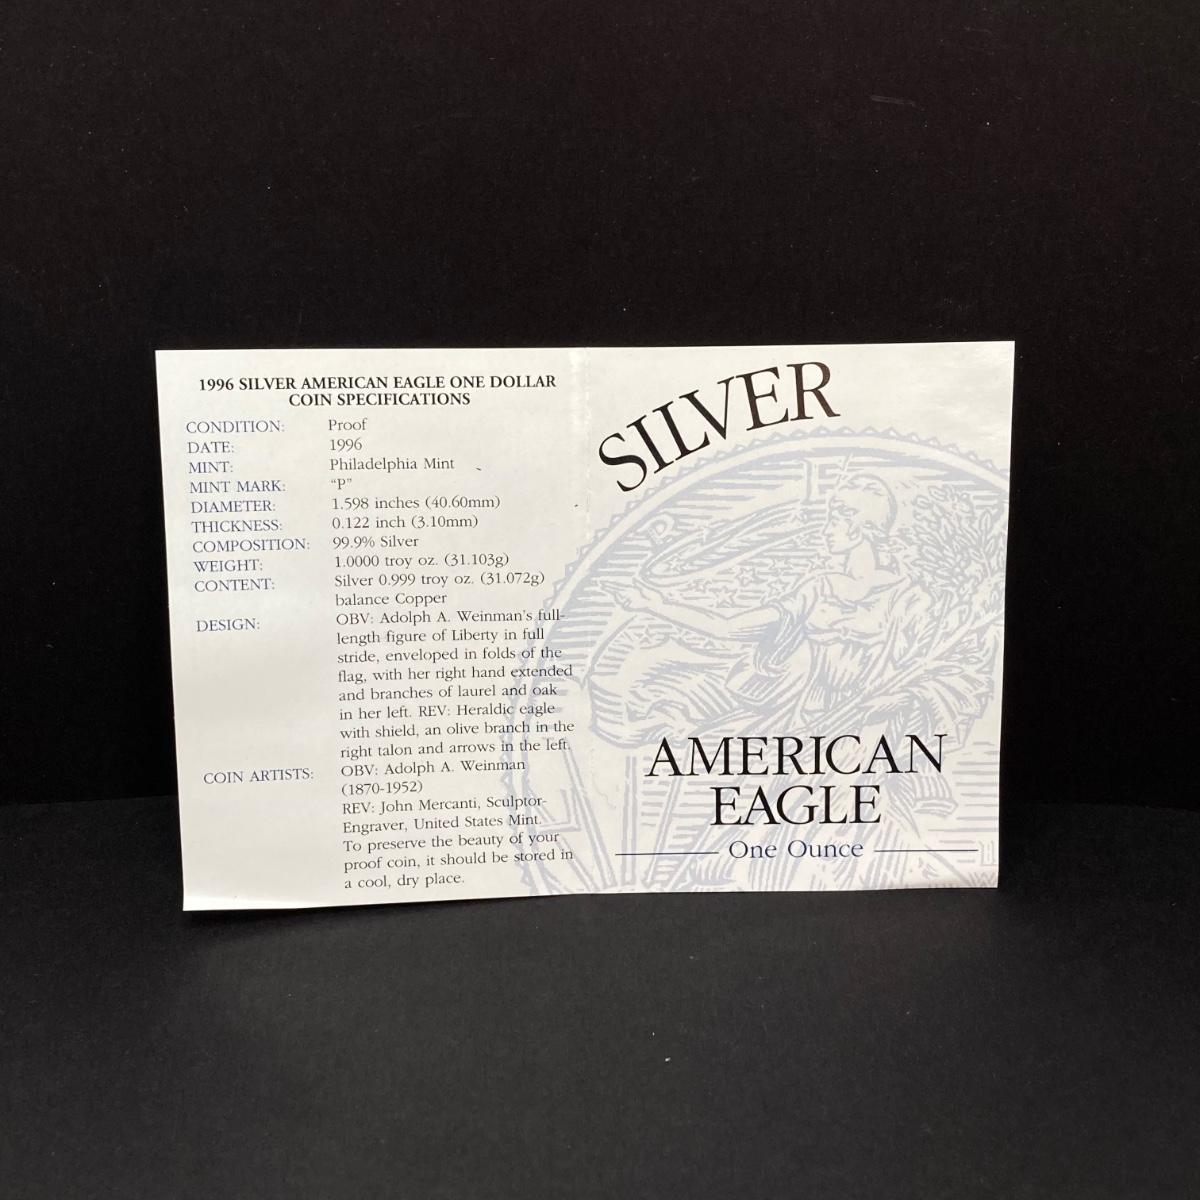 1996 SILVER AMERICAN EAGLE ONE DOLLAR
COIN SPECIFICATIONS
CONDITION: Proof
DATE: 1996
MINT: Philadelphia Mint
MINT MARK: “P”
DIAMETER: 1.598 inches (40.60mm)
THICKNESS: 0.122 inch (3.10mm)
COMPOSITION: 99.9% Silver
WEIGHT: 1.0000 troy oz. (31.103g)
CONTENT: Silver 0.999 troy oz. (31.072g)
balance Copper
DESIGN: OBV: Adolph A. Weinman's full-
length figure of Liberty in full
stride, enveloped in folds of the
flag, with her right hand extended
and branches of laurel and oak
in her left. REV: Heraldic eagle
with shield, an olive branch in the
right talon and arrows in the left.
COIN ARTISTS: OBV: Adolph A. Weinman
(1870-1952)
REV: John Mercanti, Sculptor-
Engraver, United States Mint.
To preserve the beauty of your
proof coin, it should be stored in
a cool, dry place.
SILVER
AMERICAN
EAGLE
One Ounce